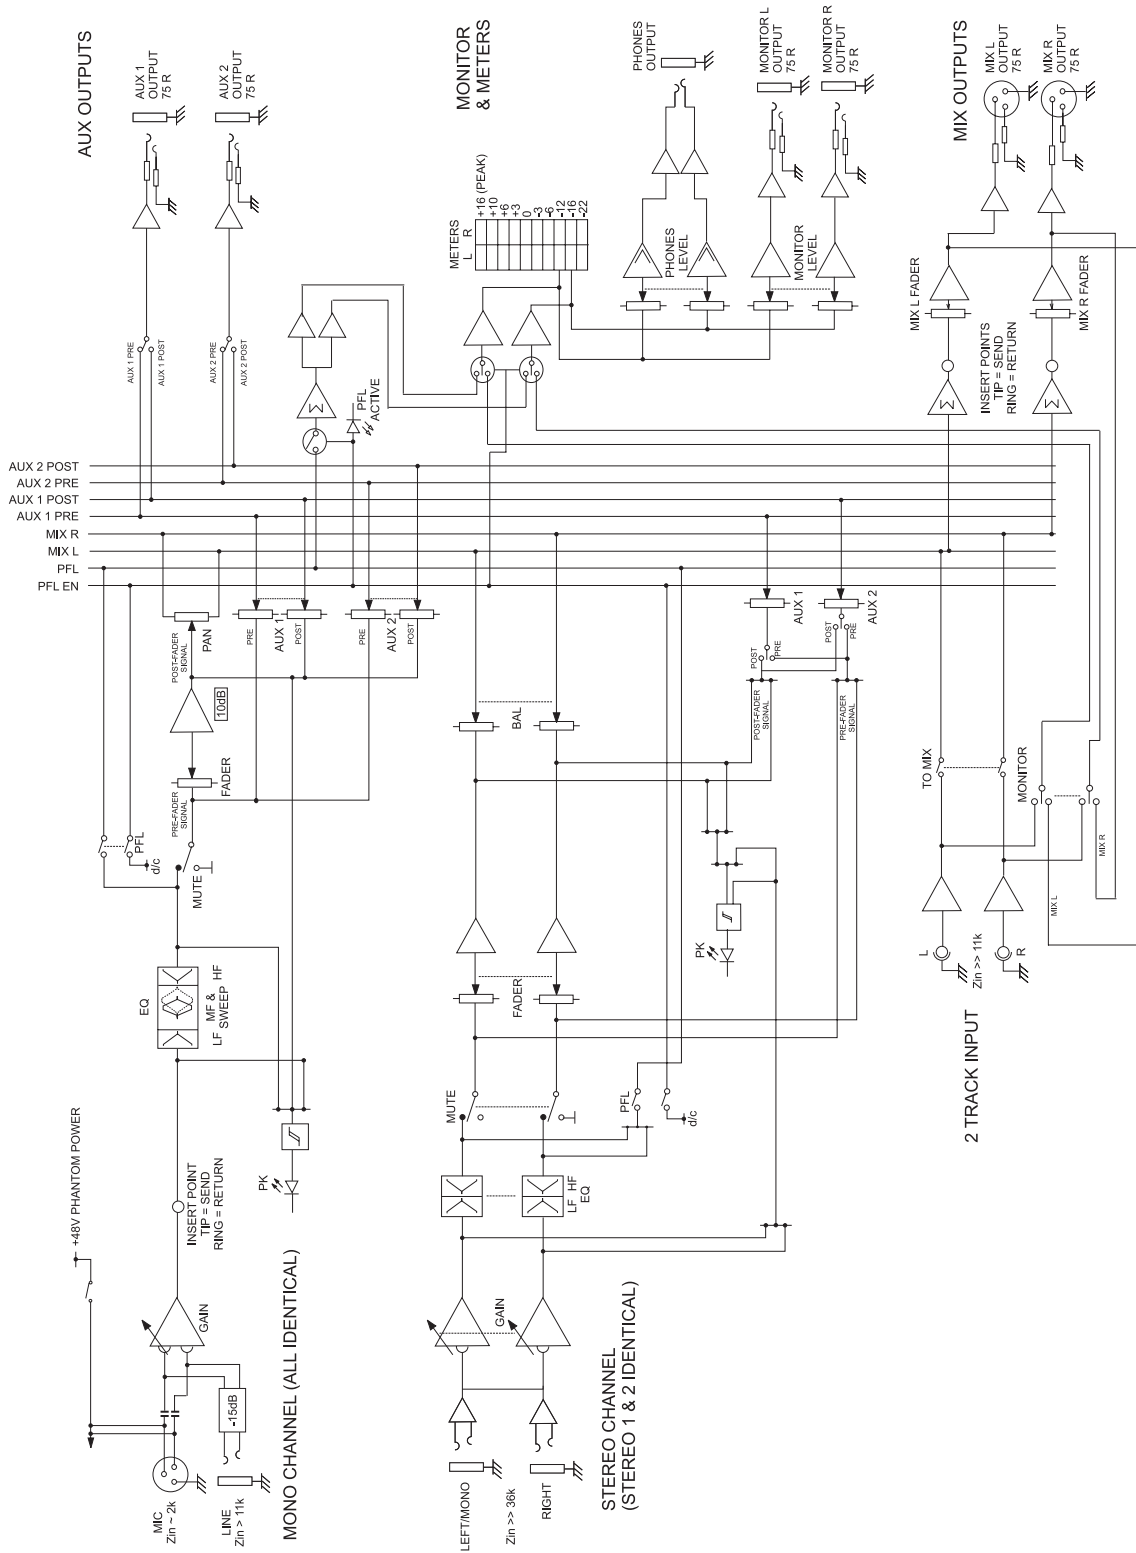 AUX OUTPUTS
AUX 1
OUTPUT
75 R
AUX 2
OUTPUT
75 R
MONITOR
& METERS
PHONES
OUTPUT
MONITOR L
OUTPUT
75 R
MONITOR R
OUTPUT
75 R
MIX OUTPUTS
MIX L
OUTPUT
75 R
MIX R
OUTPUT
75 R
METERS
L R
+16 (PEAK)
+10
+6
+3
0
-3
-6
-12
-16
-22
PHONES
LEVEL
MONITOR
LEVEL
MIX L FADER
MIX R FADER
AUX 1 PRE
AUX 1 POST
AUX 2 PRE
AUX 2 POST
PFL
ACTIVE
Σ
Σ
Σ
INSERT POINTS
TIP = SEND
RING = RETURN
AUX 2 POST
AUX 2 PRE
AUX 1 POST
AUX 1 PRE
MIX R
MIX L
PFL
PFL EN
POST-FADER
SIGNAL
PAN
PRE
AUX 1
POST
PRE
AUX 2
POST
10dB
FADER
PRE-FADER
SIGNAL
PFL
d/c
MUTE
EQ
LF
MF &
SWEEP
HF
+48V PHANTOM POWER
INSERT POINT
TIP = SEND
RING = RETURN
PK
GAIN
-15dB
MIC
Zin ~ 2k
LINE
Zin > 11k
MONO CHANNEL (ALL IDENTICAL)
BAL
AUX 1
AUX 2
POST
PRE
POST
PRE
POST-FADER
SIGNAL
PRE-FADER
SIGNAL
PK
FADER
MUTE
PFL
d/c
LF HF
EQ
GAIN
LEFT/MONO
Zin >> 36k
RIGHT
STEREO CHANNEL
(STEREO 1 & 2 IDENTICAL)
TO MIX
MONITOR
MIX L
MIX R
L
Zin >> 11k
R
2 TRACK INPUT